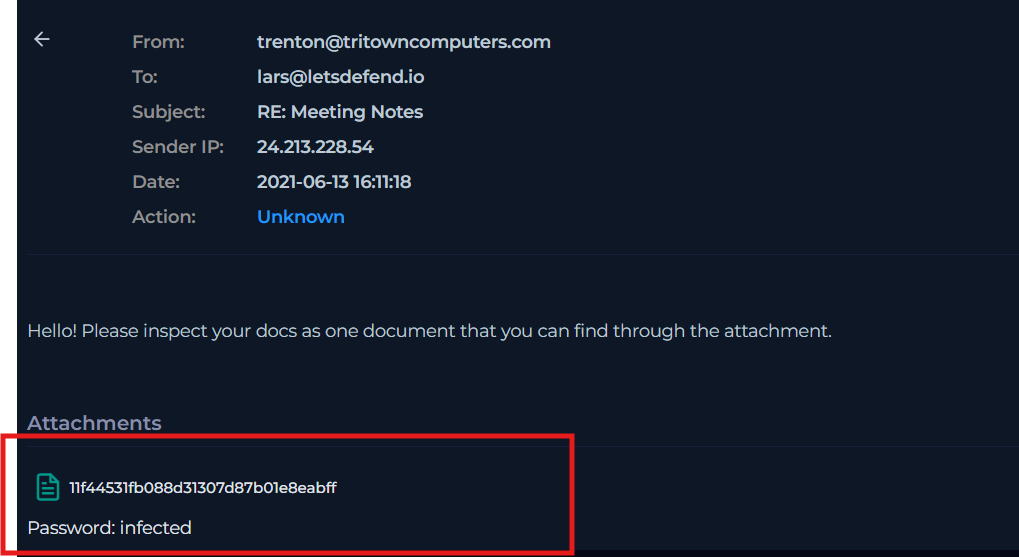 From: trenton@tritowncomputers.com
To: lars@letsdefend.io
Subject: RE: Meeting Notes
Sender IP: 24.213.228.54
Date: 2021-06-13 16:11:18
Action: Unknown
Hello! Please inspect your docs as one document that you can find through the attachment.
Attachments
11f44531fb088d31307d87b01e8eabff
Password: infected